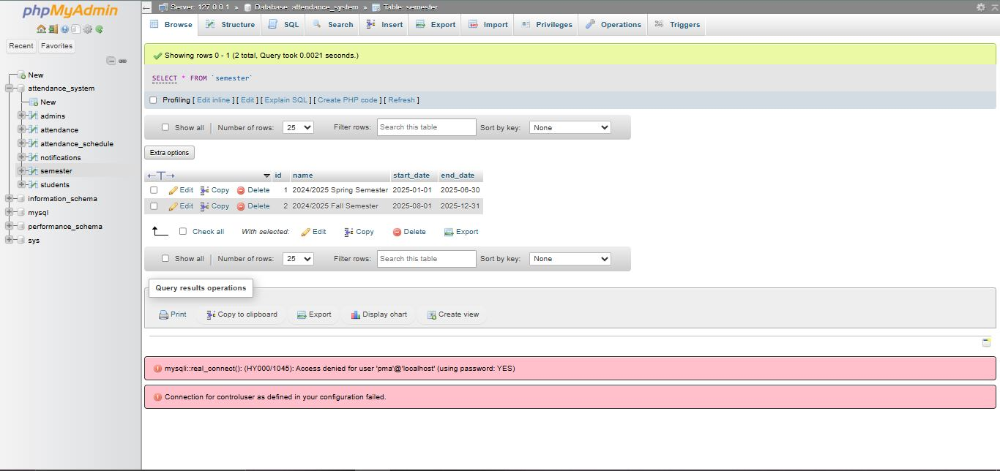 phpMyAdmin
Recent Favorites
New
attendance_system
New
admins
attendance
attendance_schedule
notifications
semester
students
information_schema
mysql
performance_schema
sys
Server: 127.0.0.1 » Database: attendance_system » Table: semester
Browse Structure SQL Search Insert Export Import Privileges Operations Triggers
Showing rows 0 - 1 (2 total, Query took 0.0021 seconds.)
SELECT * FROM `semester`
Profiling [ Edit inline ] [ Edit ] [ Explain SQL ] [ Create PHP code ] [ Refresh ]
Show all | Number of rows: 25 Filter rows: Search this table Sort by key: None
Extra options
←T→ id name start_date end_date
Edit Copy Delete 1 2024/2025 Spring Semester 2025-01-01 2025-06-30
Edit Copy Delete 2 2024/2025 Fall Semester 2025-08-01 2025-12-31
Check all With selected: Edit Copy Delete Export
Show all | Number of rows: 25 Filter rows: Search this table Sort by key: None
Query results operations
Print Copy to clipboard Export Display chart Create view
mysqli::real_connect(): (HY000/1045): Access denied for user 'pma'@'localhost' (using password: YES)
Connection for controluser as defined in your configuration failed.